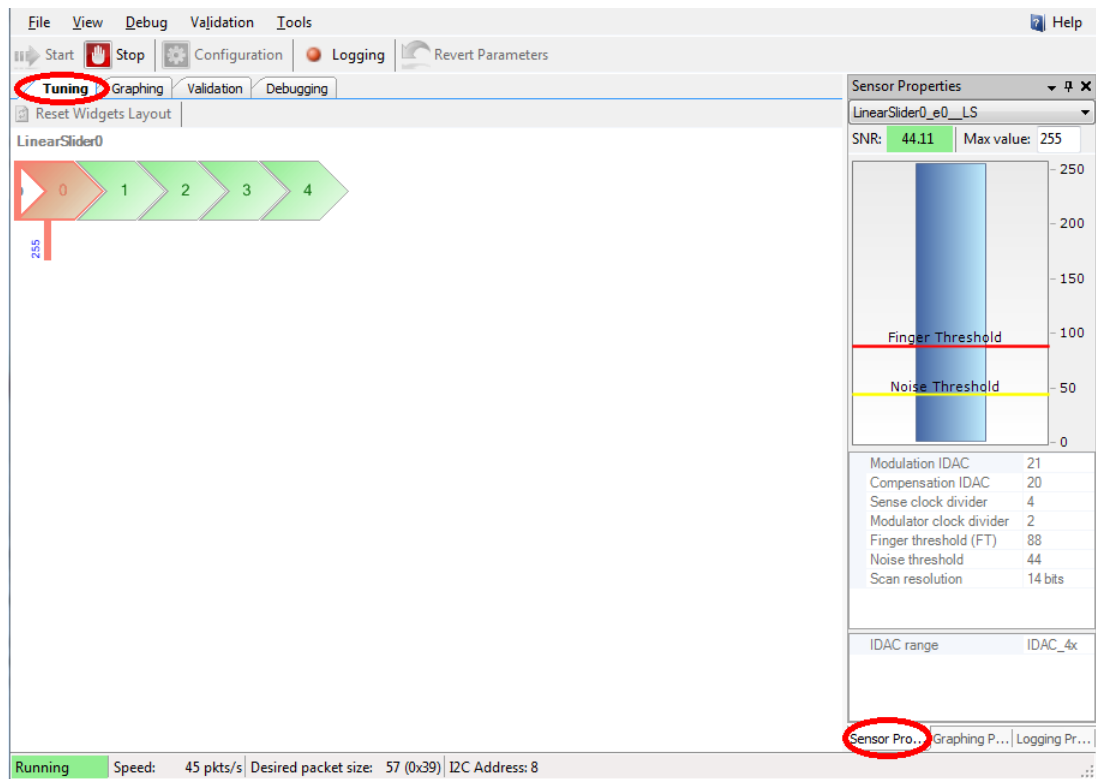 File View Debug Validation Tools Help
Start Stop Configuration Logging Revert Parameters
Tuning Graphing Validation Debugging
Reset Widgets Layout
LinearSlider0
0 1 2 3 4
255
Sensor Properties
LinearSlider0_e0__LS
SNR: 44.11 Max value: 255
250
200
150
100
Finger Threshold
50
Noise Threshold
0
Modulation IDAC 21
Compensation IDAC 20
Sense clock divider 4
Modulator clock divider 2
Finger threshold (FT) 88
Noise threshold 44
Scan resolution 14 bits
IDAC range IDAC_4x
Sensor Pro... Graphing P... Logging Pr...
Running Speed: 45 pkts/s Desired packet size: 57 (0x39) I2C Address: 8